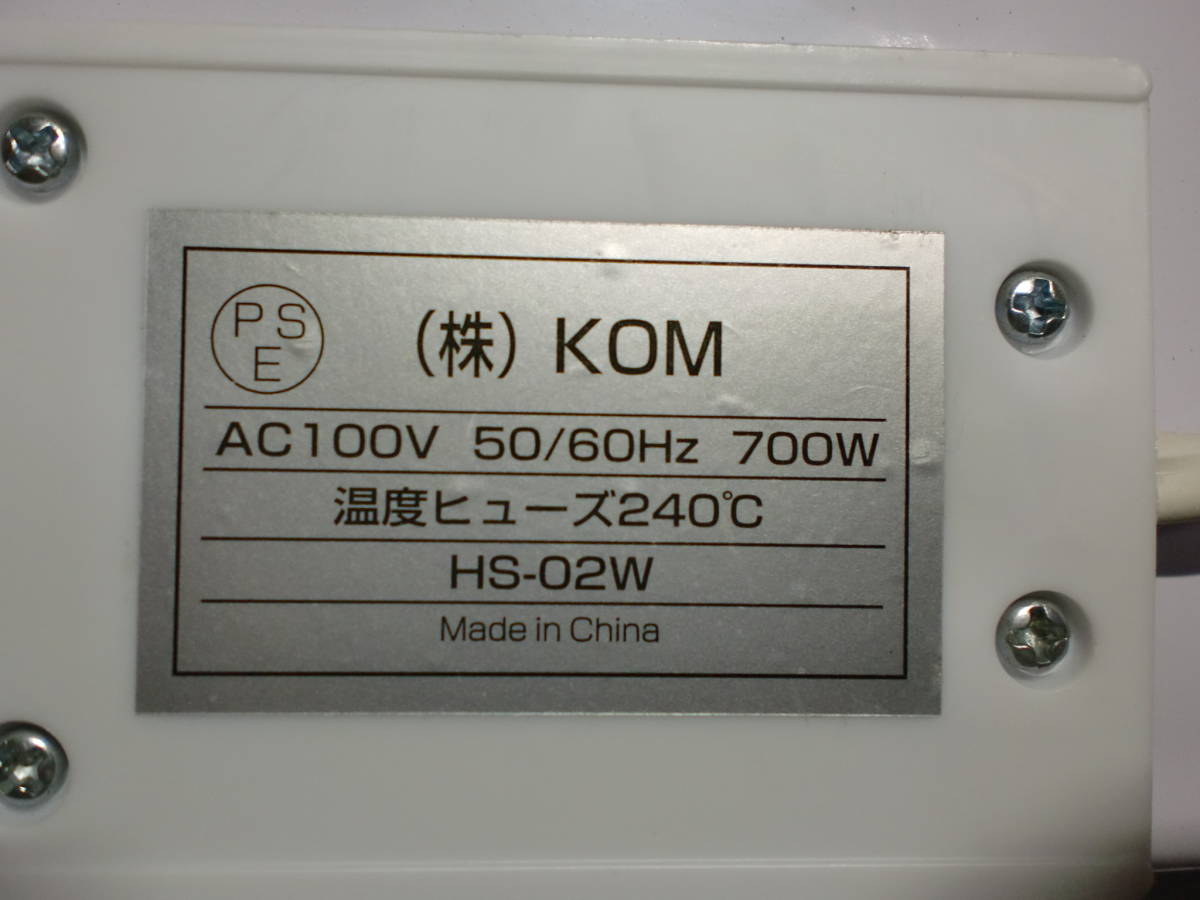 PSE
（株）KOM
AC100V 50/60Hz 700W
温度ヒューズ240℃
HS-02W
Made in China